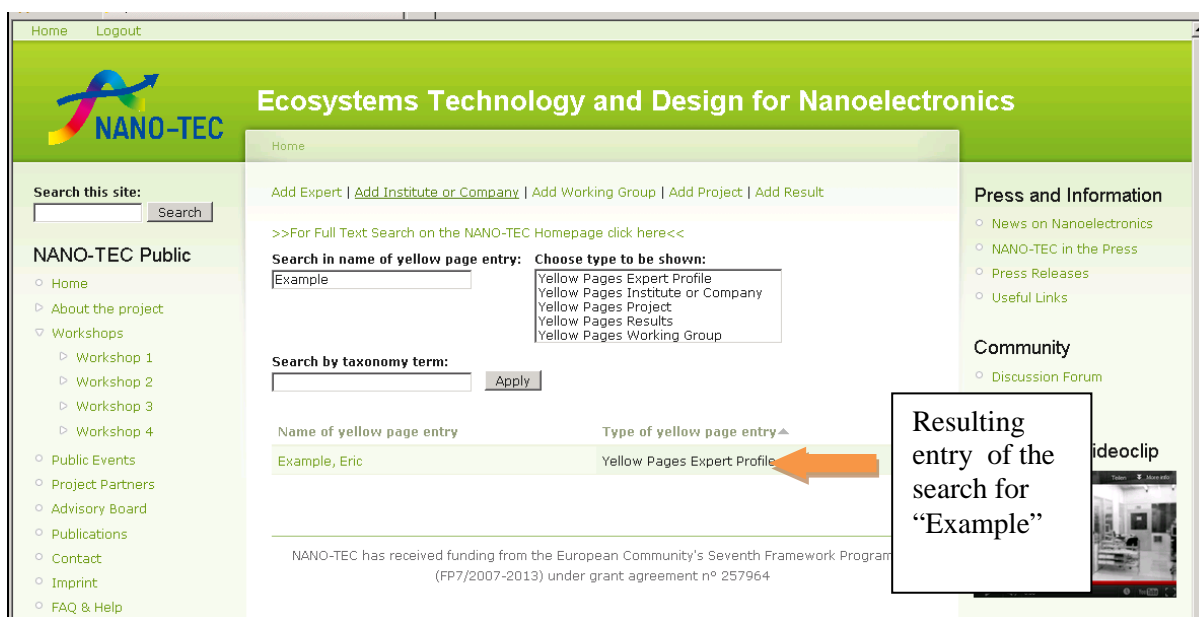 Home Logout
NANO-TEC
Ecosystems Technology and Design for Nanoelectronics
Home
Search this site:
Search
NANO-TEC Public
Home
About the project
Workshops
Workshop 1
Workshop 2
Workshop 3
Workshop 4
Public Events
Project Partners
Advisory Board
Publications
Contact
Imprint
FAQ & Help
Add Expert | Add Institute or Company | Add Working Group | Add Project | Add Result
>>For Full Text Search on the NANO-TEC Homepage click here<<
Search in name of yellow page entry:
Example
Choose type to be shown:
Yellow Pages Expert Profile
Yellow Pages Institute or Company
Yellow Pages Project
Yellow Pages Results
Yellow Pages Working Group
Search by taxonomy term:
Apply
Name of yellow page entry Type of yellow page entry
Example, Eric Yellow Pages Expert Profile
NANO-TEC has received funding from the European Community's Seventh Framework Program
(FP7/2007-2013) under grant agreement nº 257964
Press and Information
News on Nanoelectronics
NANO-TEC in the Press
Press Releases
Useful Links
Community
Discussion Forum
ideoclip
Teilen More info
Resulting
entry of the
search for
“Example”